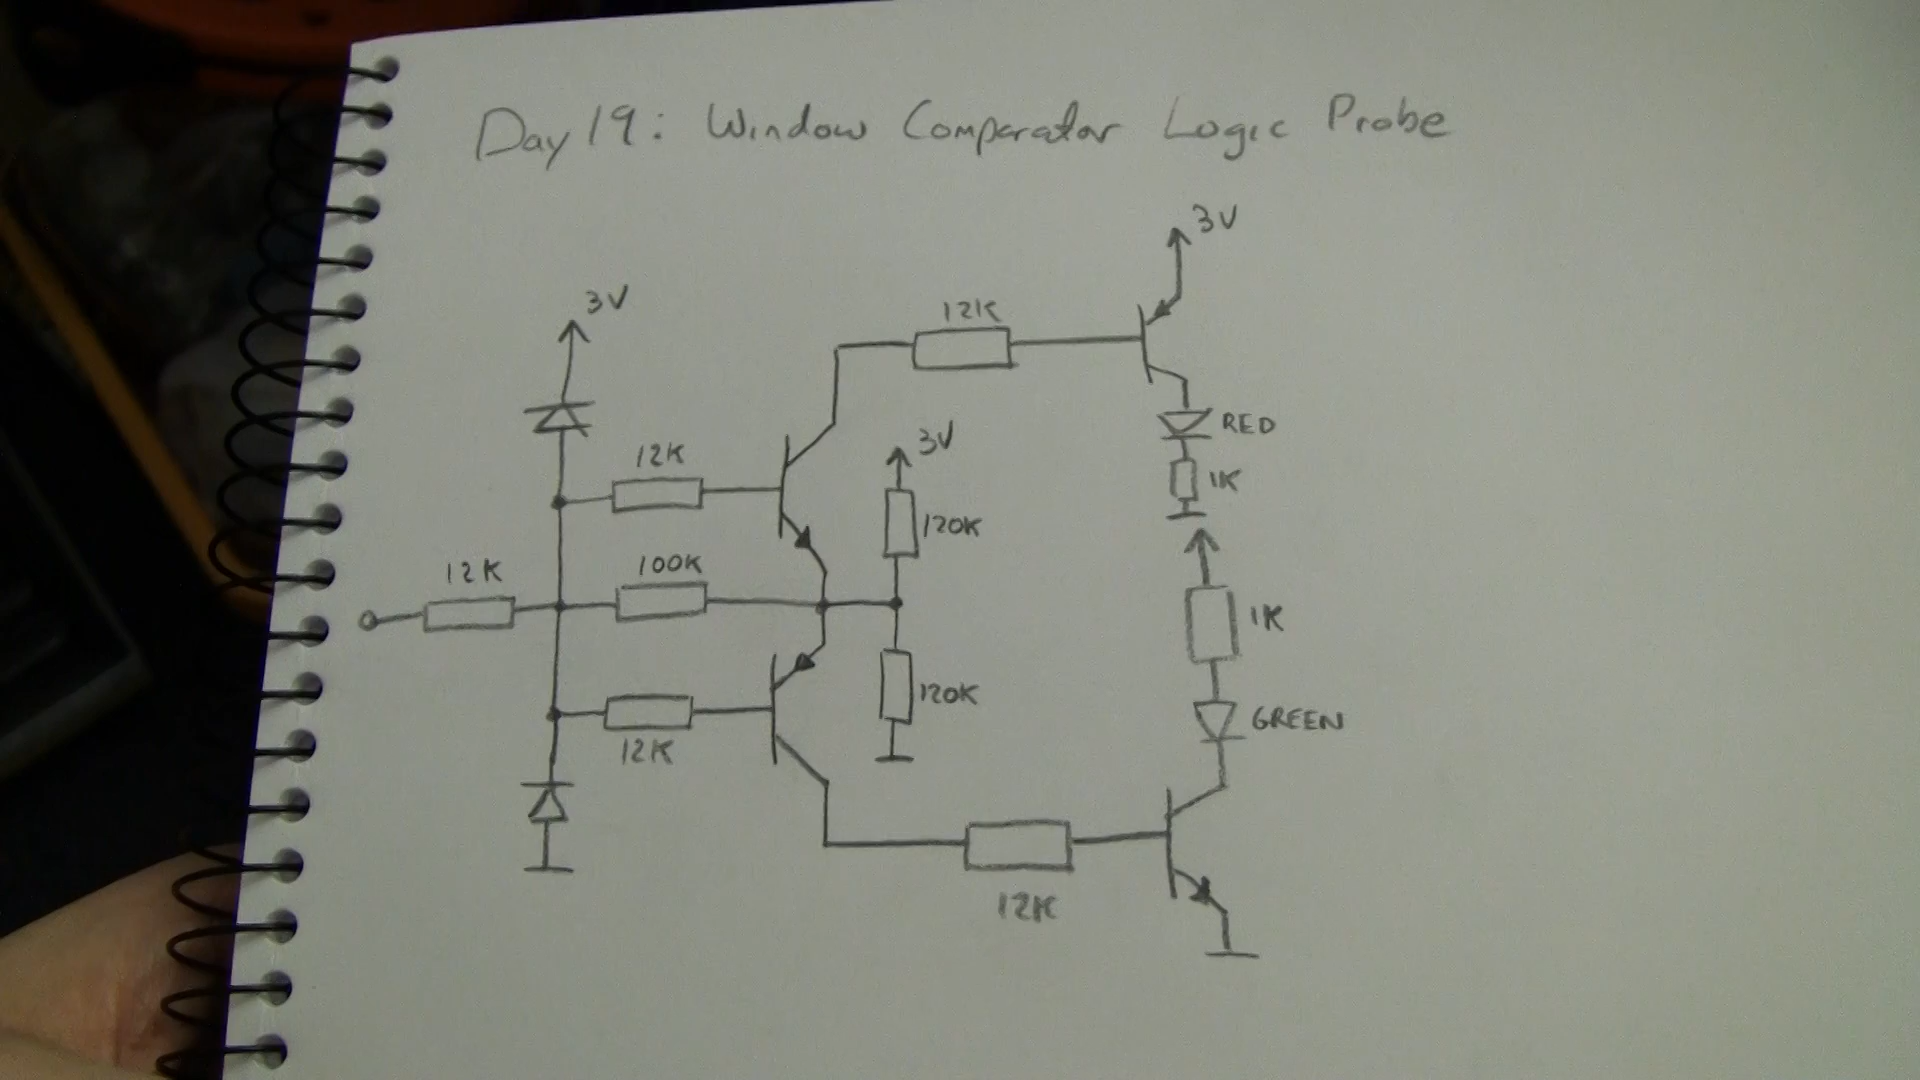 Day 19: Window Comparator Logic Probe
3V
3V
12K
3V
RED
12K
1K
120K
100K
12K
1K
120K
GREEN
12K
12K